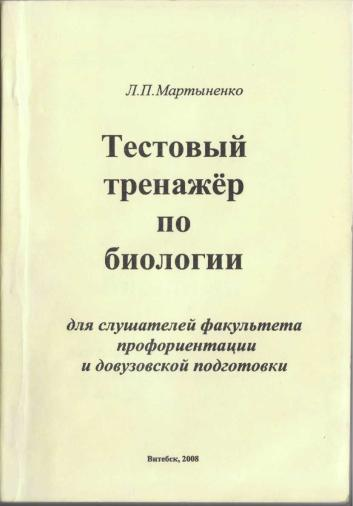 Л.П.Мартыненко
Тестовый
тренажёр
по
биологии
для слушателей факультета
профориентации
и довузовской подготовки
Витебск, 2008